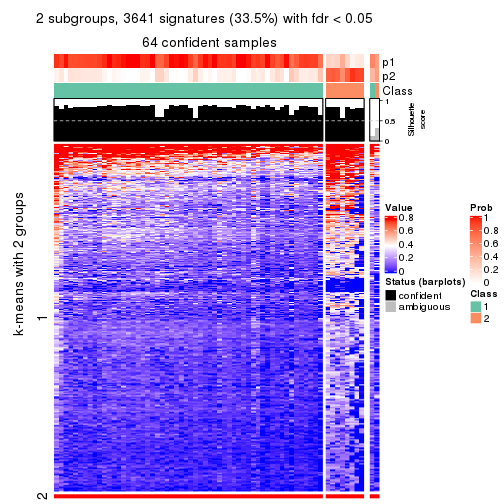 2 subgroups, 3641 signatures (33.5%) with fdr < 0.05
64 confident samples
p1
p2
Class
1
0.5
0
Silhouette
score
k-means with 2 groups
1
2
Value
0.8
0.6
0.4
0.2
0
Status (barplots)
confident
ambiguous
Prob
1
0.8
0.6
0.4
0.2
0
Class
1
2